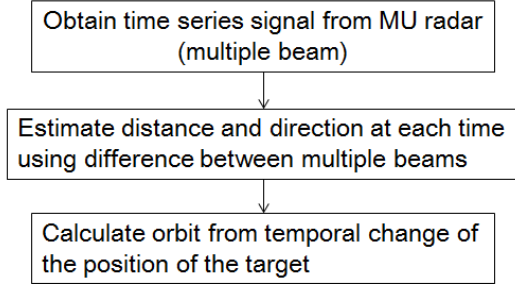 Obtain time series signal from MU radar
(multiple beam)
Estimate distance and direction at each time
using difference between multiple beams
Calculate orbit from temporal change of
the position of the target